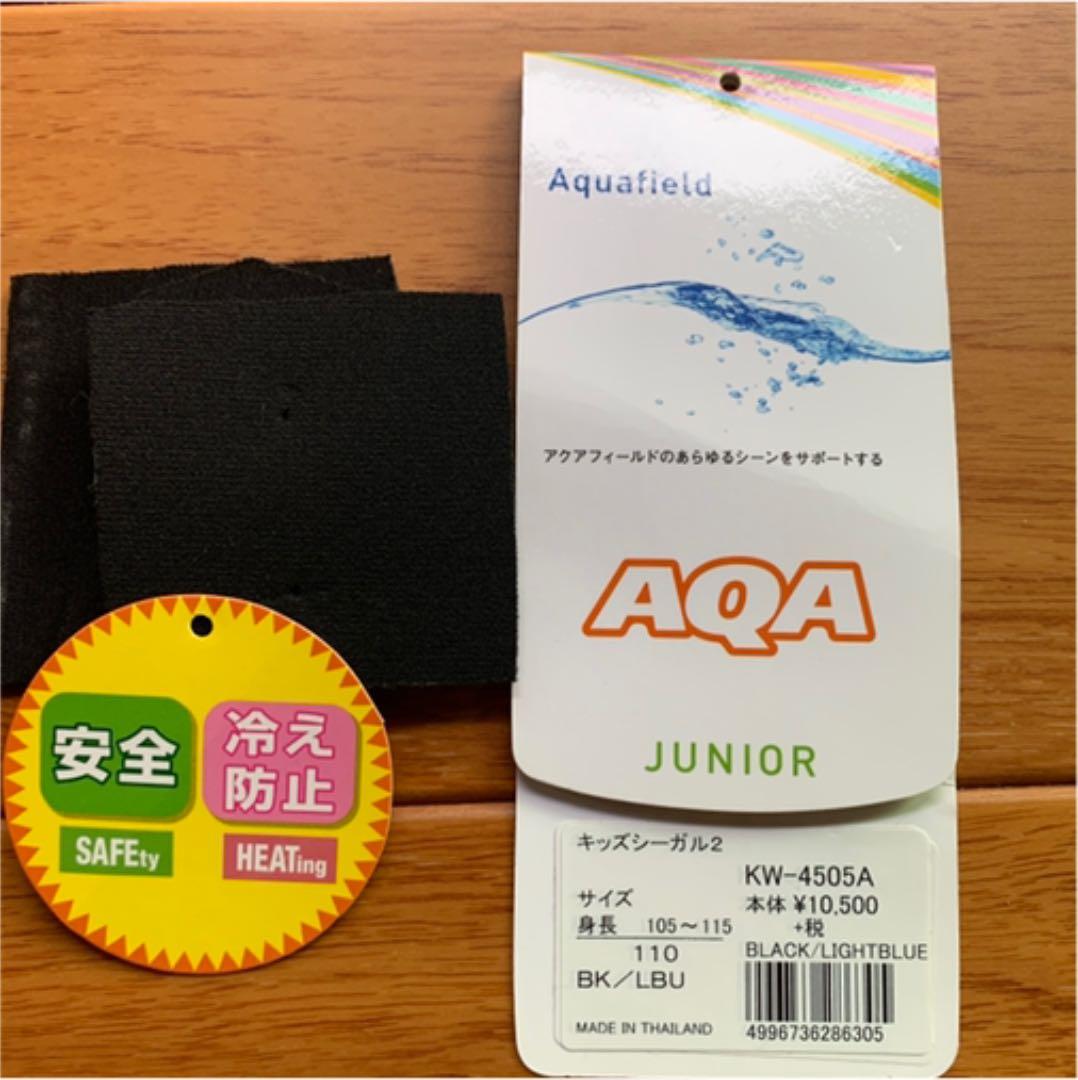 Aquafield
アクアフィールドのあらゆるシーンをサポートする
AQA
JUNIOR
安全
SAFEty
冷え
防止
HEATing
キッズシーガル2
KW-4505A
サイズ
本体 ¥10,500
身長 105～115
+税
110
BLACK/LIGHTBLUE
BK/LBU
MADE IN THAILAND
4996736286305